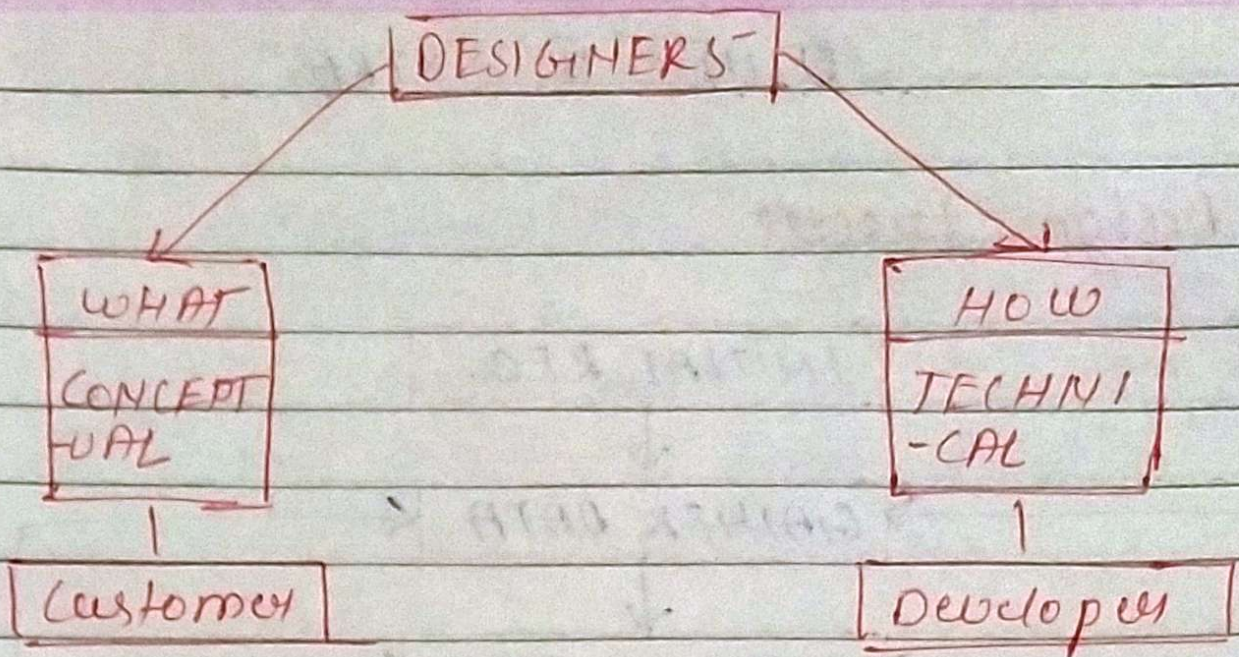 DESIGNERS
WHAT
HOW
CONCEPT
-UAL
TECHNI
-CAL
Customer
Developer